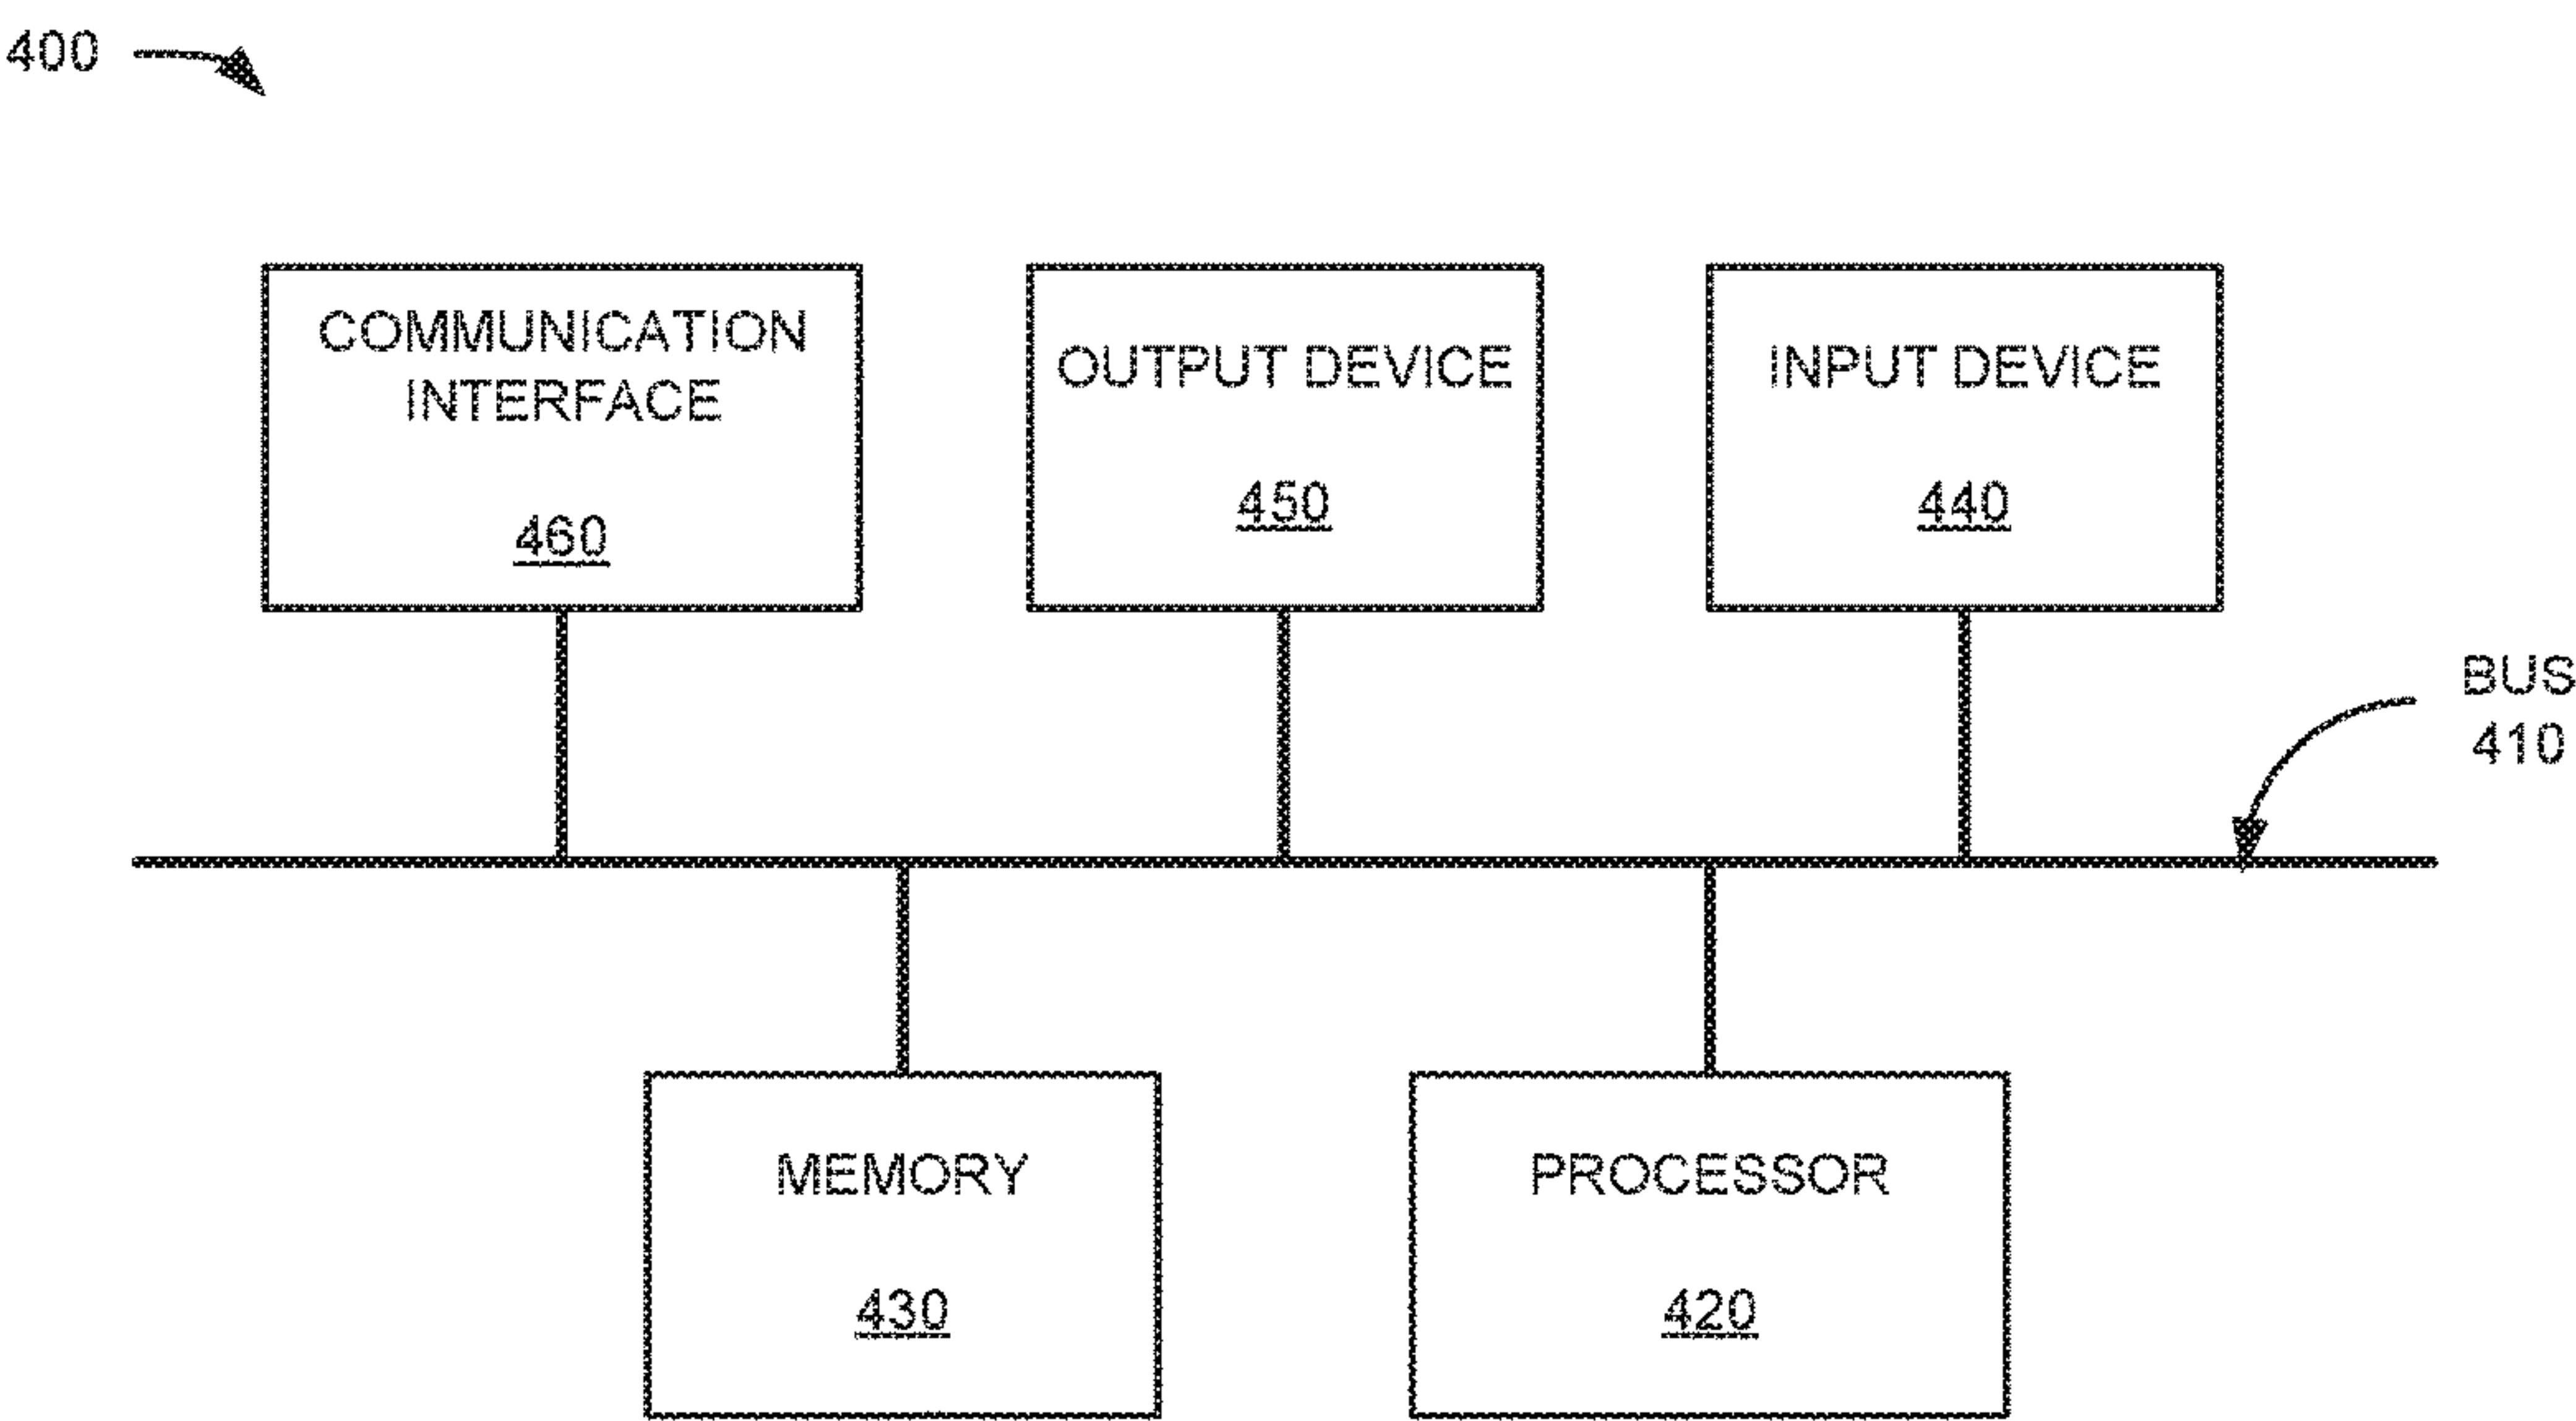 400
COMMUNICATION
INTERFACE
460
OUTPUT DEVICE
450
INPUT DEVICE
440
BUS
410
MEMORY
430
PROCESSOR
420